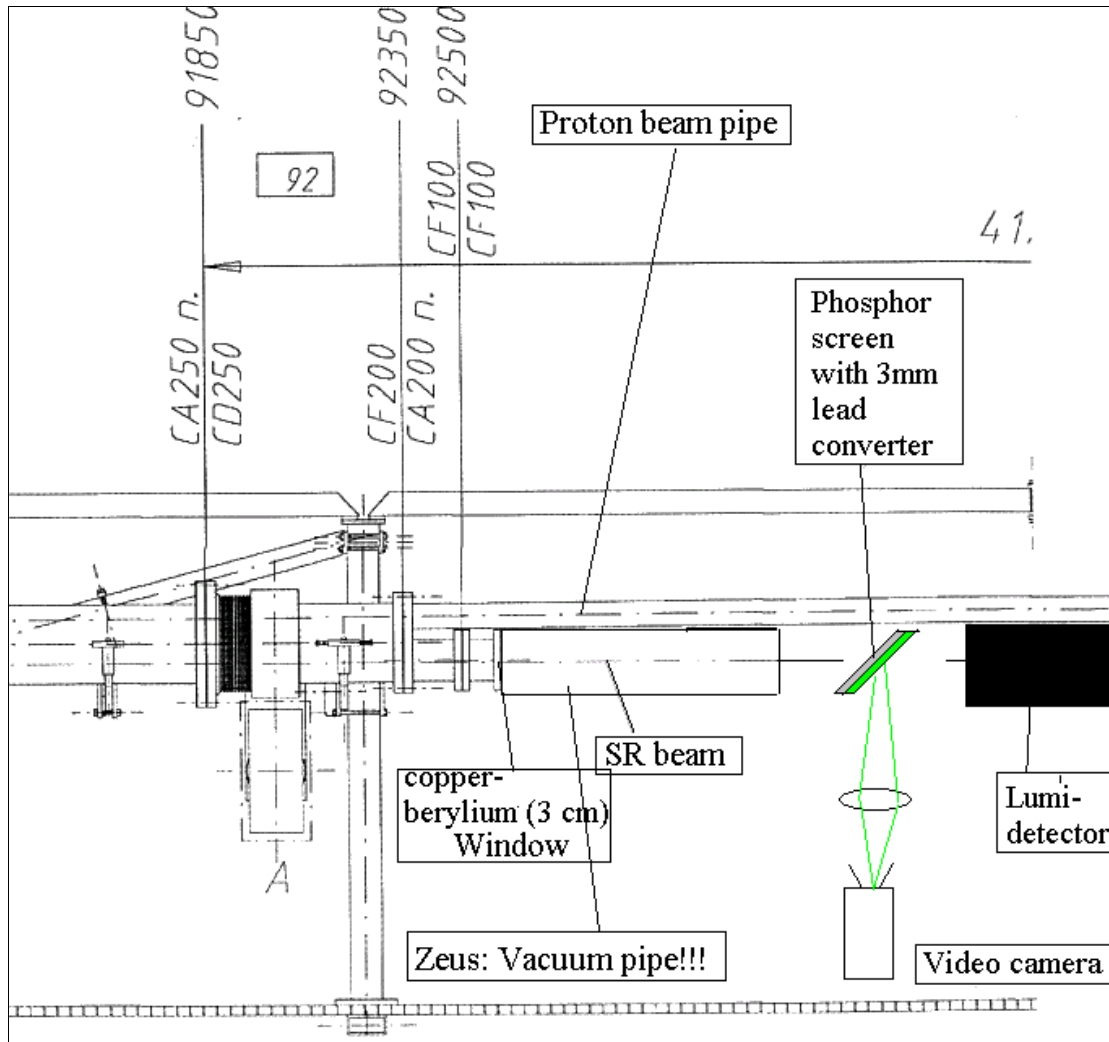 91850
92350
92500
Proton beam pipe
92
CF100
CF100
41.
Phosphor
screen
with 3mm
lead
converter
CA250 n.
CD250
CF200
CA200 n.
SR beam
copper-
berylium (3 cm)
Window
Lumi-
detector
A
Zeus: Vacuum pipe!!!
Video camera